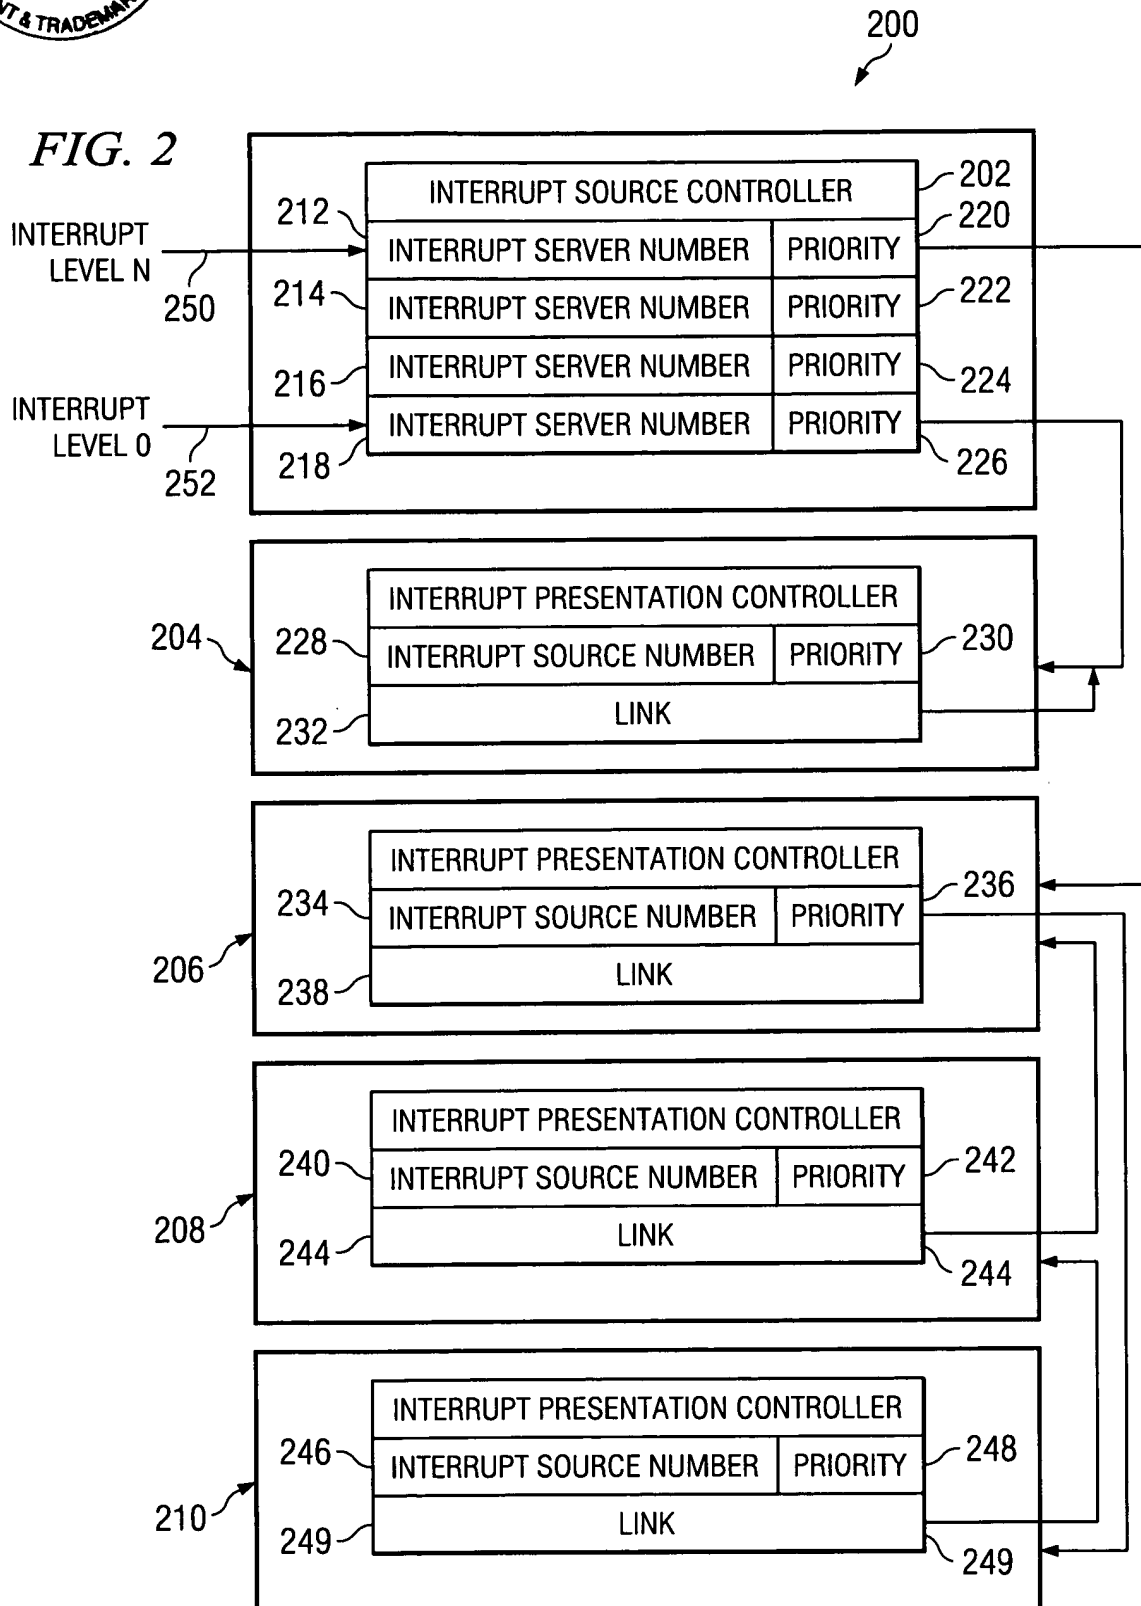 NT & TRADEMAR
200
FIG. 2
INTERRUPT SOURCE CONTROLLER
202
212
220
INTERRUPT LEVEL N
INTERRUPT SERVER NUMBER PRIORITY
250
214
INTERRUPT SERVER NUMBER PRIORITY
222
216
INTERRUPT SERVER NUMBER PRIORITY
224
INTERRUPT LEVEL 0
INTERRUPT SERVER NUMBER PRIORITY
252
218
226
INTERRUPT PRESENTATION CONTROLLER
204
228
INTERRUPT SOURCE NUMBER PRIORITY
230
232
LINK
INTERRUPT PRESENTATION CONTROLLER
234
INTERRUPT SOURCE NUMBER PRIORITY
236
206
238
LINK
INTERRUPT PRESENTATION CONTROLLER
240
INTERRUPT SOURCE NUMBER PRIORITY
242
208
244
LINK
244
INTERRUPT PRESENTATION CONTROLLER
246
INTERRUPT SOURCE NUMBER PRIORITY
248
210
249
LINK
249